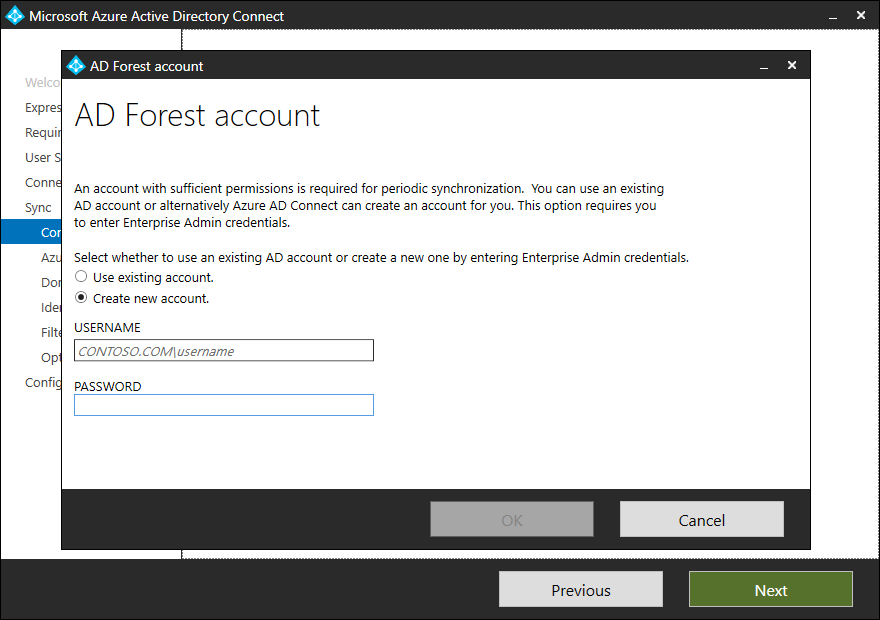 Microsoft Azure Active Directory Connect
AD Forest account
AD Forest account
An account with sufficient permissions is required for periodic synchronization.  You can use an existing
AD account or alternatively Azure AD Connect can create an account for you. This option requires you
to enter Enterprise Admin credentials.
Select whether to use an existing AD account or create a new one by entering Enterprise Admin credentials.
Use existing account.
Create new account.
USERNAME
CONTOSO.COM\username
PASSWORD
OK
Cancel
Welco
Expres
Requir
User S
Conne
Sync
Con
Azu
Dor
Ider
Filte
Opt
Config
Previous
Next